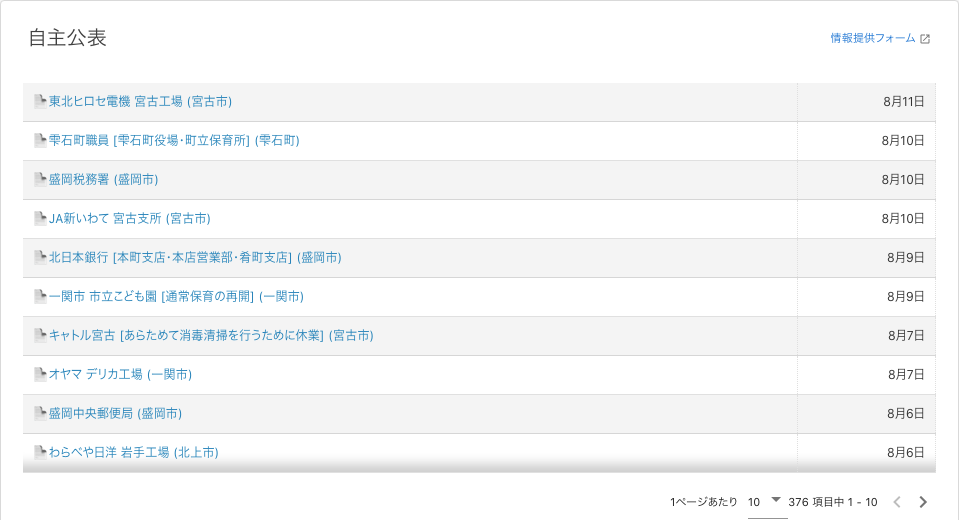 自主公表
情報提供フォーム
東北ヒロセ電機 宮古工場 (宮古市) 8月11日
雫石町職員 [雫石町役場・町立保育所] (雫石町) 8月10日
盛岡税務署 (盛岡市) 8月10日
JA新いわて 宮古支所 (宮古市) 8月10日
北日本銀行 [本町支店・本店営業部・肴町支店] (盛岡市) 8月9日
一関市 市立こども園 [通常保育の再開] (一関市) 8月9日
キャトル宮古 [あらためて消毒清掃を行うために休業] (宮古市) 8月7日
オヤマ デリカ工場 (一関市) 8月7日
盛岡中央郵便局 (盛岡市) 8月6日
わらべや日洋 岩手工場 (北上市) 8月6日
1ページあたり 10 376 項目中 1 - 10